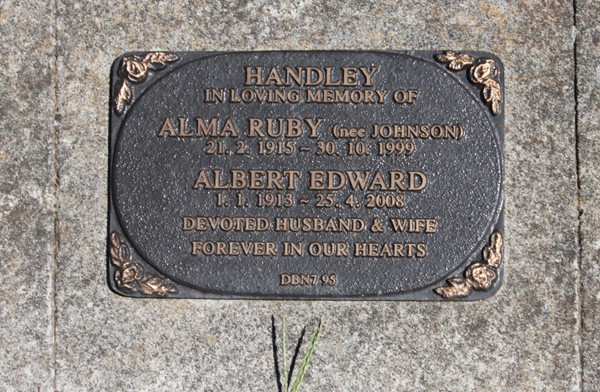 HANDLEY
IN LOVING MEMORY OF
ALMA RUBY (nee JOHNSON)
21. 2. 1915 ~ 30. 10. 1999
ALBERT EDWARD
1. 1. 1913 ~ 25. 4. 2008
DEVOTED HUSBAND & WIFE
FOREVER IN OUR HEARTS
DBN7 95